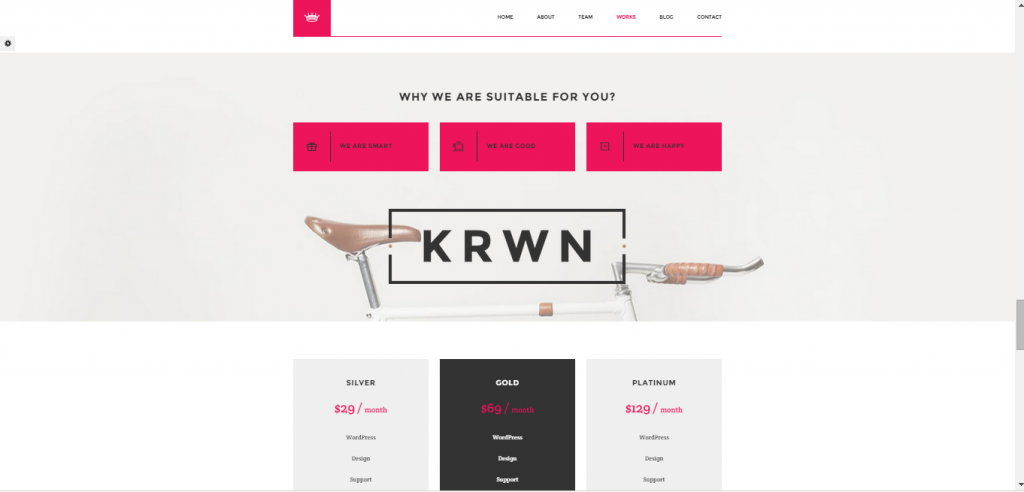 HOME ABOUT TEAM WORKS BLOG CONTACT
WHY WE ARE SUITABLE FOR YOU?
WE ARE SMART WE ARE GOOD WE ARE HAPPY
KRWN
SILVER GOLD PLATINUM
$29 / month $69 / month $129 / month
WordPress WordPress WordPress
Design Design Design
Support Support Support